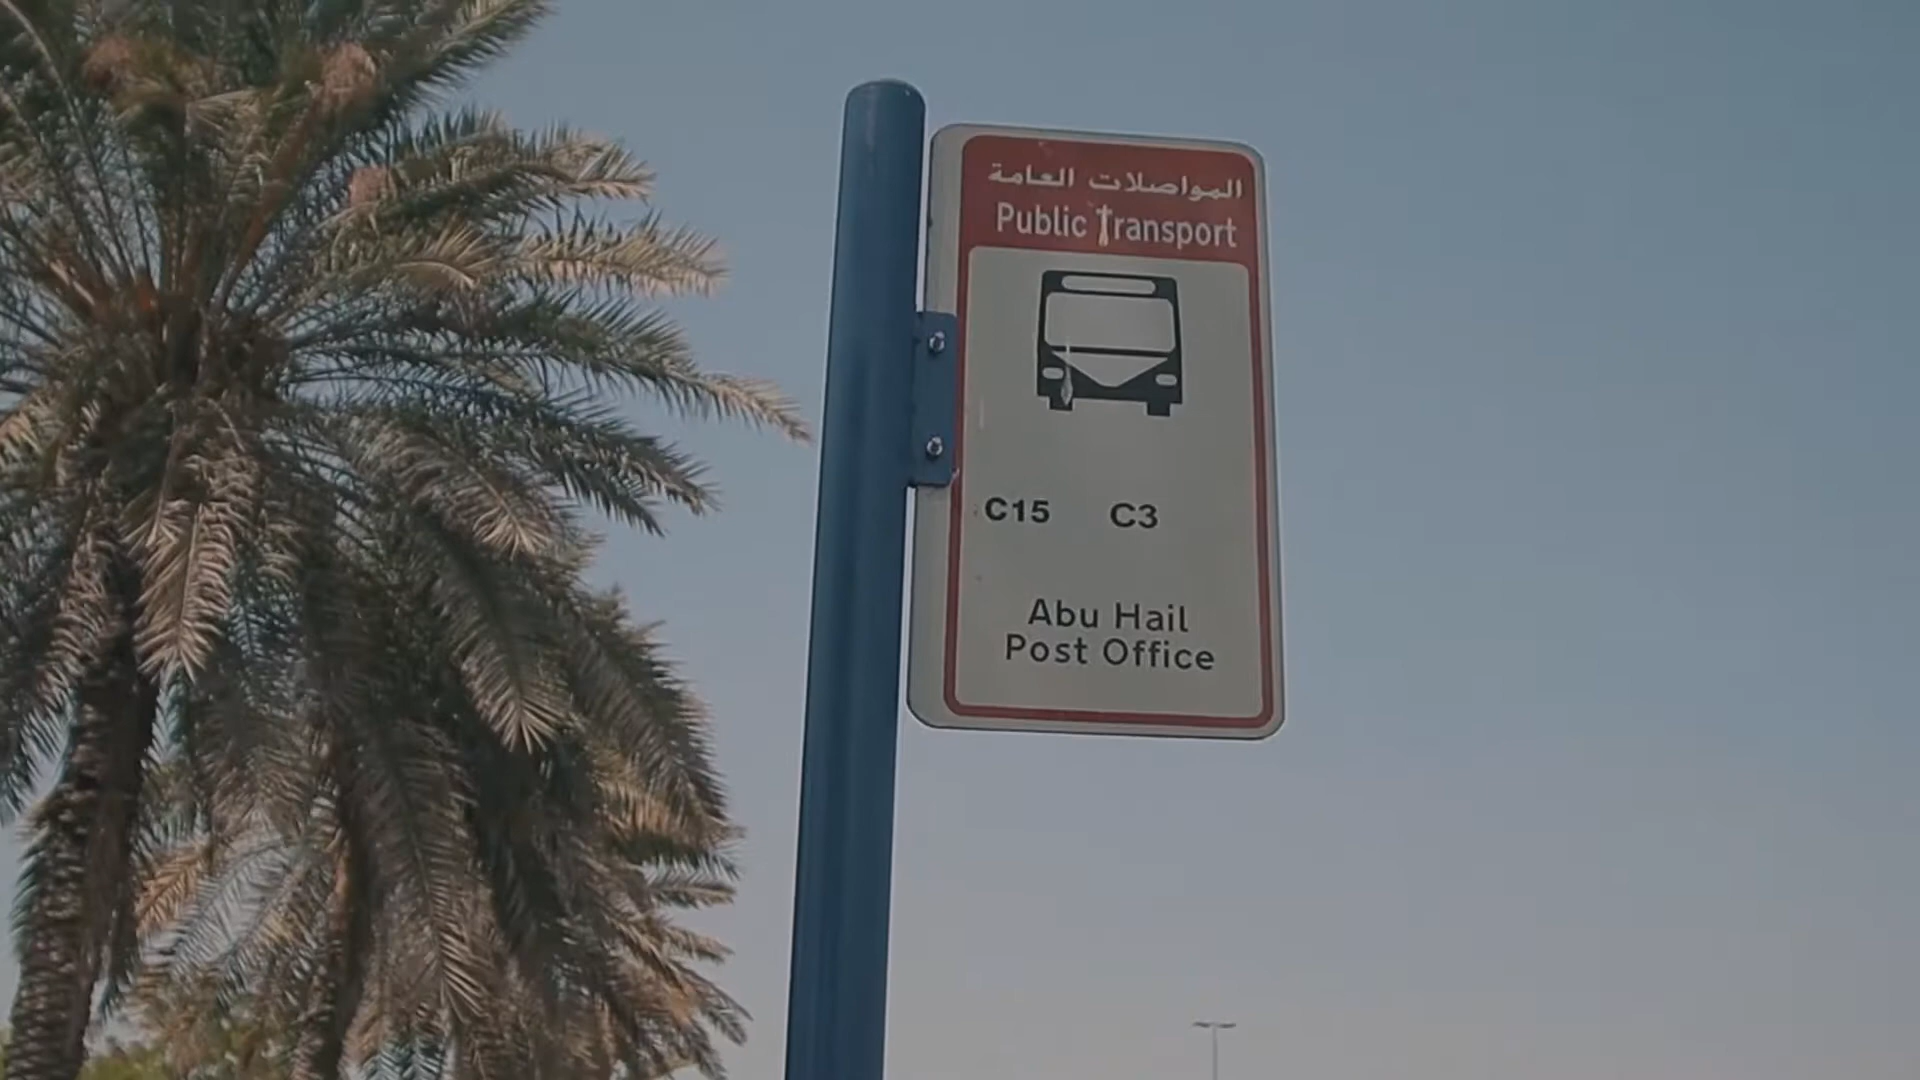 المواصلات العامة
Public Transport
C15 C3
Abu Hail
Post Office